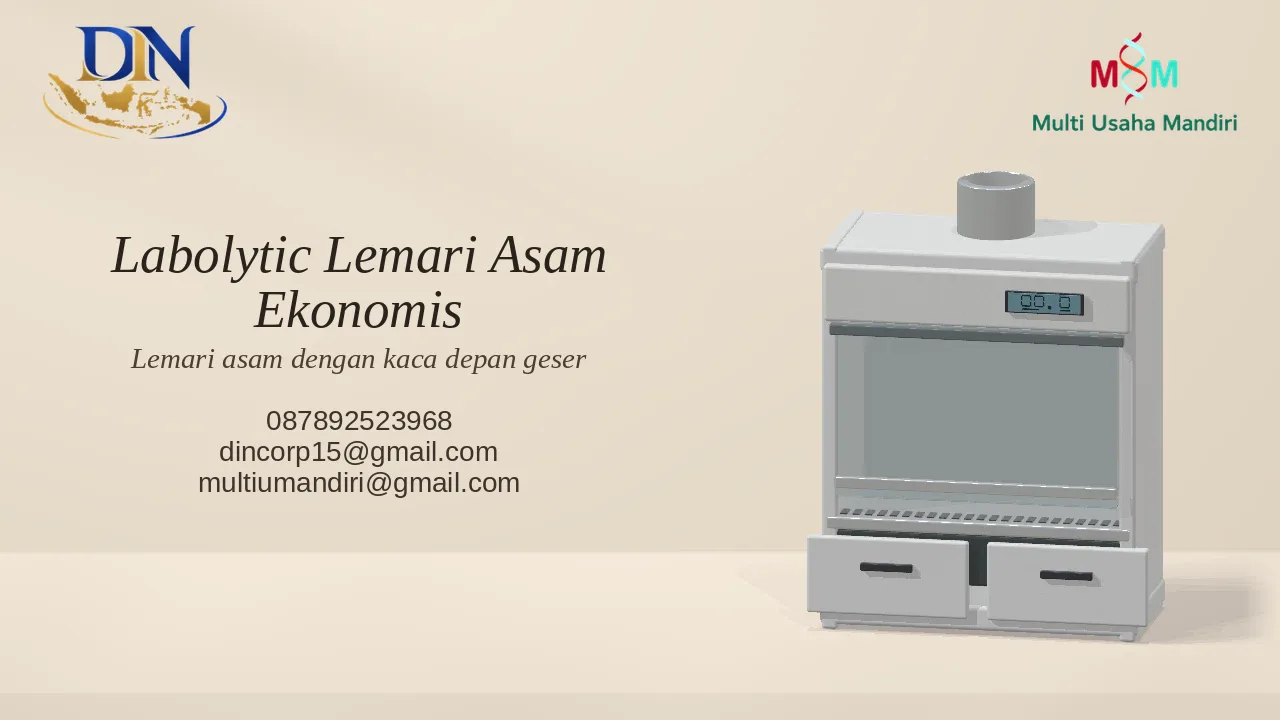 DIN
MSM
Multi Usaha Mandiri
Labolytic Lemari Asam
Ekonomis
Lemari asam dengan kaca depan geser
087892523968
dincorp15@gmail.com
multiumandiri@gmail.com
00.0